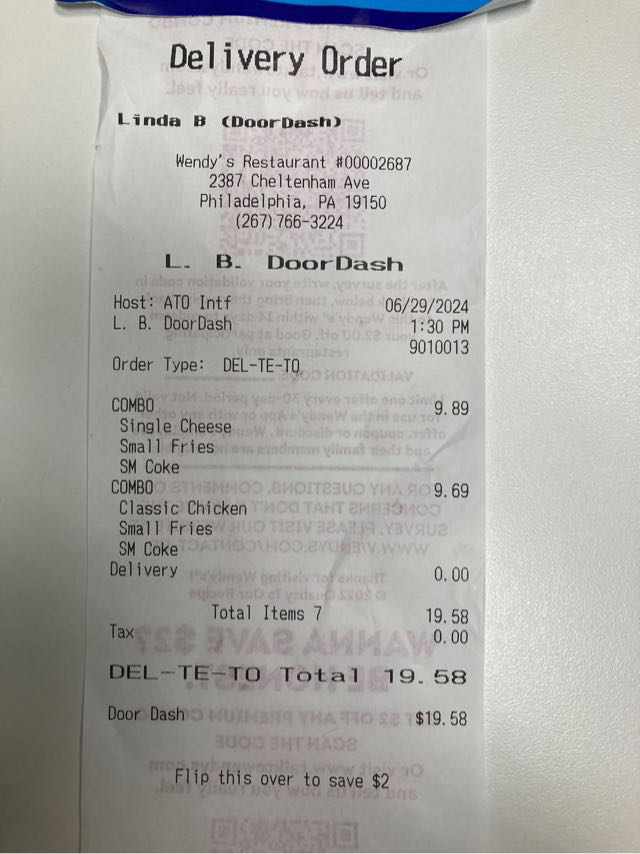 Delivery Order
Linda B (DoorDash)
Wendy's Restaurant #00002687
2387 Cheltenham Ave
Philadelphia, PA 19150
(267)766-3224
L. B. DoorDash
Host: ATO Intf 06/29/2024
L. B. DoorDash 1:30 PM
9010013
Order Type: DEL-TE-TO
COMBO 9.89
Single Cheese
Small Fries
SM Coke
COMBO 9.69
Classic Chicken
Small Fries
SM Coke
Delivery 0.00
Total Items 7 19.58
Tax 0.00
DEL-TE-TO Total 19.58
Door Dash $19.58
Flip this over to save $2